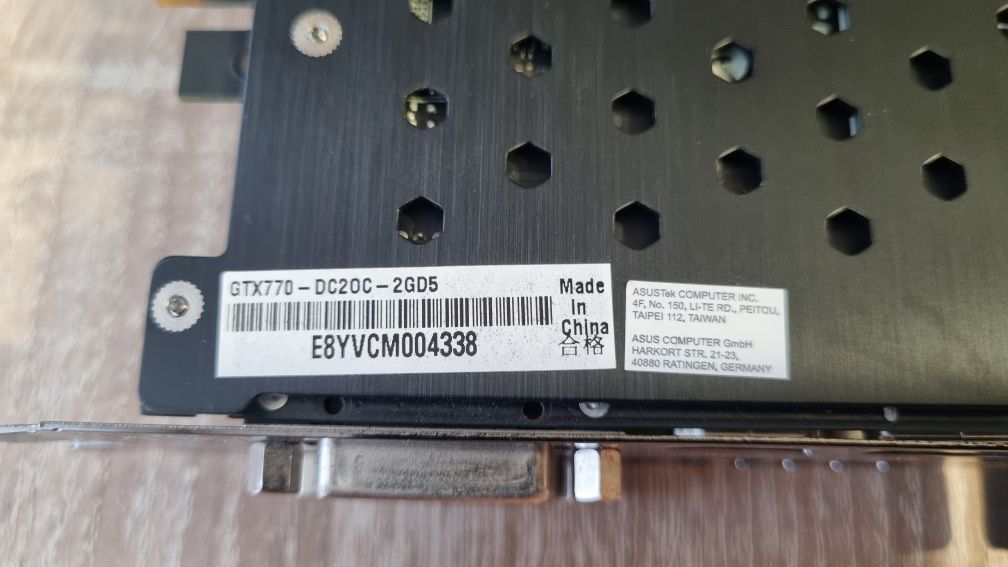 GTX770-DC2OC-2GD5
E8YVCM004338
Made
In
China
合格
ASUSTek COMPUTER INC.
4F, No. 150, LI-TE RD., PEITOU,
TAIPEI 112, TAIWAN
ASUS COMPUTER GmbH
HARKORT STR. 21-23,
40880 RATINGEN, GERMANY